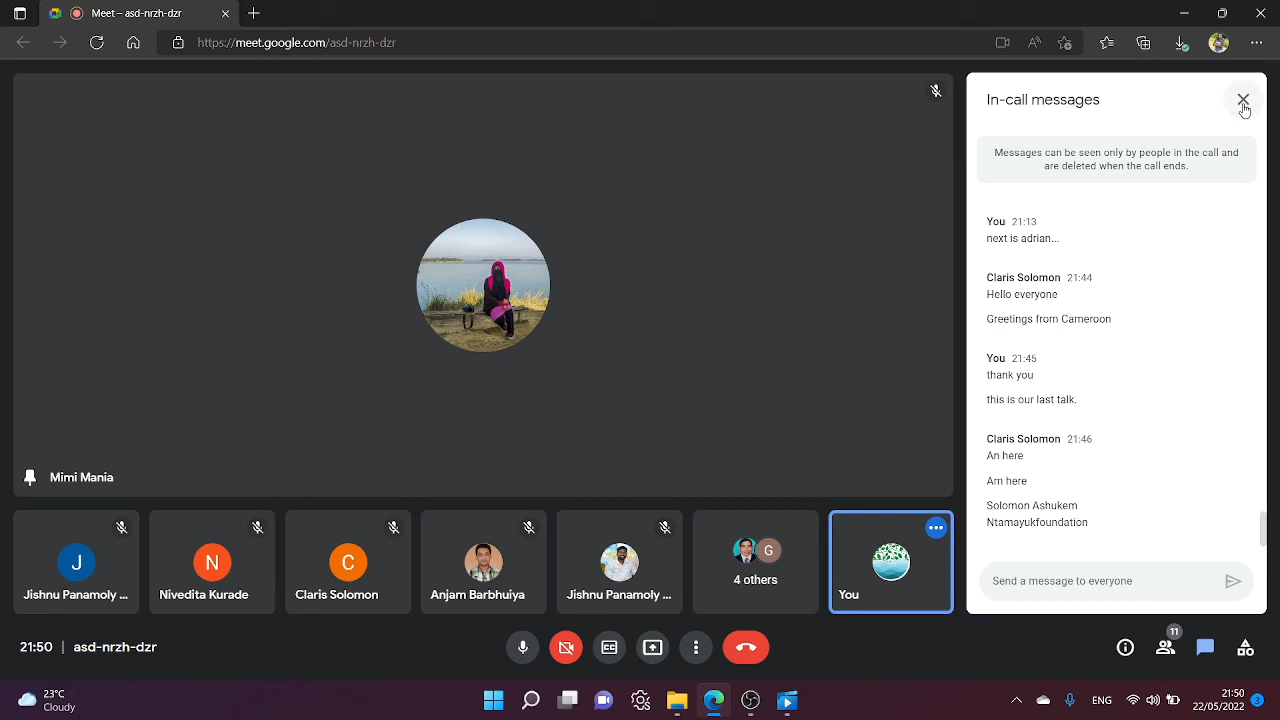 Meet – asd-nrzh-dzr
https://meet.google.com/asd-nrzh-dzr
Mimi Mania
J
Jishnu Panamoly ...
N
Nivedita Kurade
C
Claris Solomon
Anjam Barbhuiya
Jishnu Panamoly ...
G
4 others
You
In-call messages
Messages can be seen only by people in the call and
are deleted when the call ends.
You 21:13
next is adrian...
Claris Solomon 21:44
Hello everyone
Greetings from Cameroon
You 21:45
thank you
this is our last talk.
Claris Solomon 21:46
An here
Am here
Solomon Ashukem
Ntamayukfoundation
Send a message to everyone
21:50 | asd-nrzh-dzr
CC
11
23°C
Cloudy
ENG
21:50
22/05/2022
3